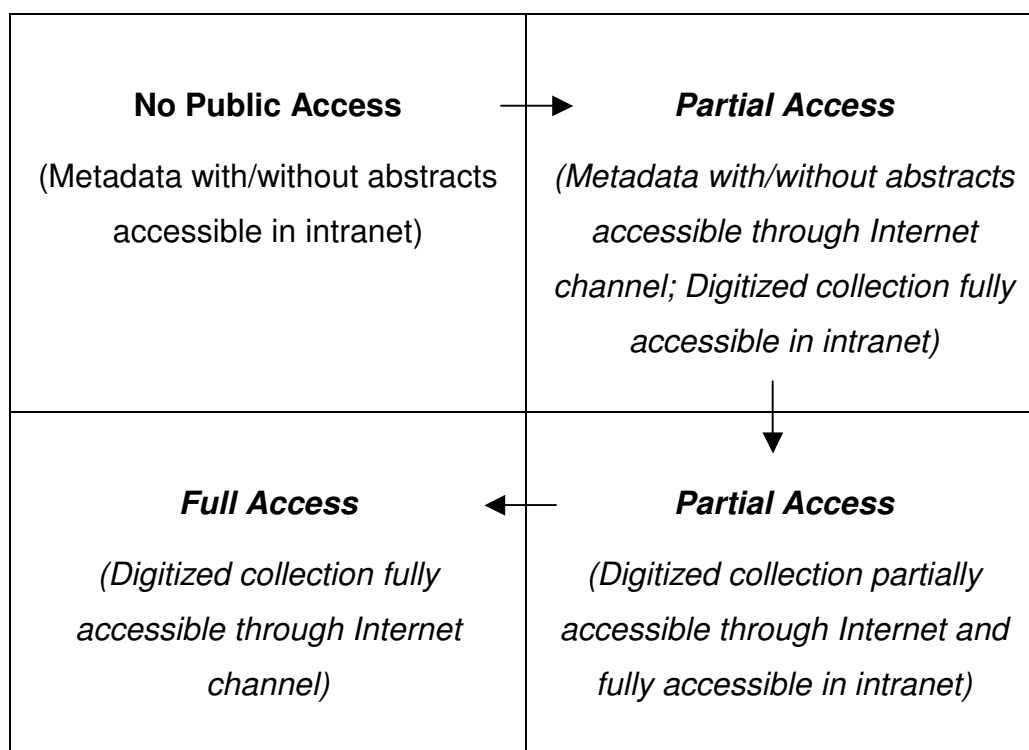 No Public Access
(Metadata with/without abstracts
accessible in intranet)
Partial Access
(Metadata with/without abstracts
accessible through Internet
channel; Digitized collection fully
accessible in intranet)
Full Access
(Digitized collection fully
accessible through Internet
channel)
Partial Access
(Digitized collection partially
accessible through Internet and
fully accessible in intranet)